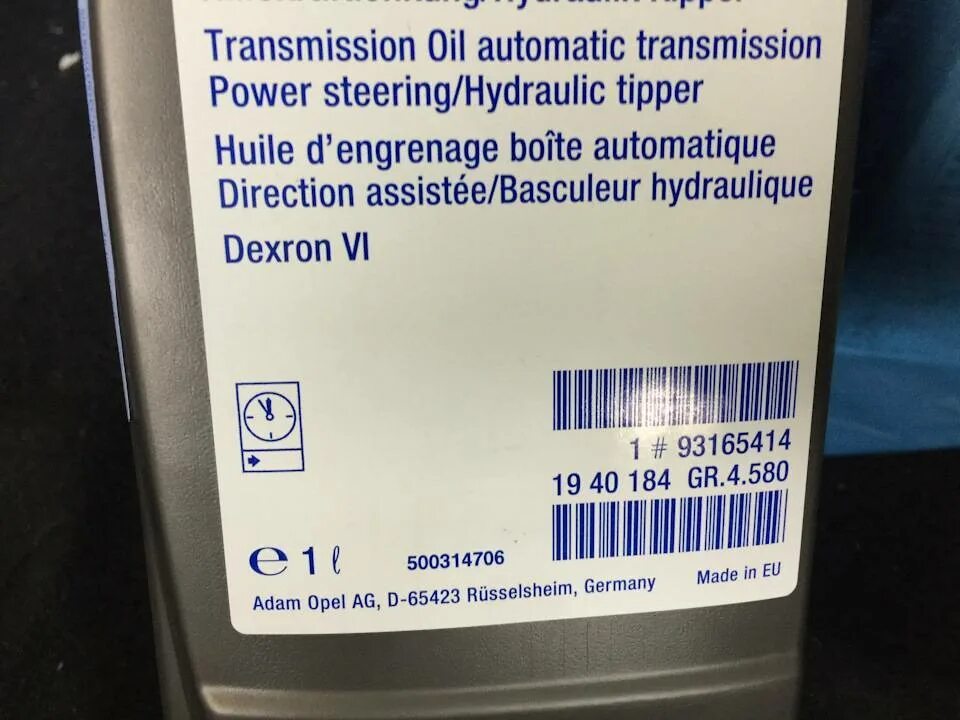 Transmission Oil automatic transmission
Power steering/Hydraulic tipper
Huile d'engrenage boîte automatique
Direction assistée/Basculeur hydraulique
Dexron VI
1 # 93165414
19 40 184 GR.4.580
e 1 ℓ
500314706
Adam Opel AG, D-65423 Rüsselsheim, Germany
Made in EU